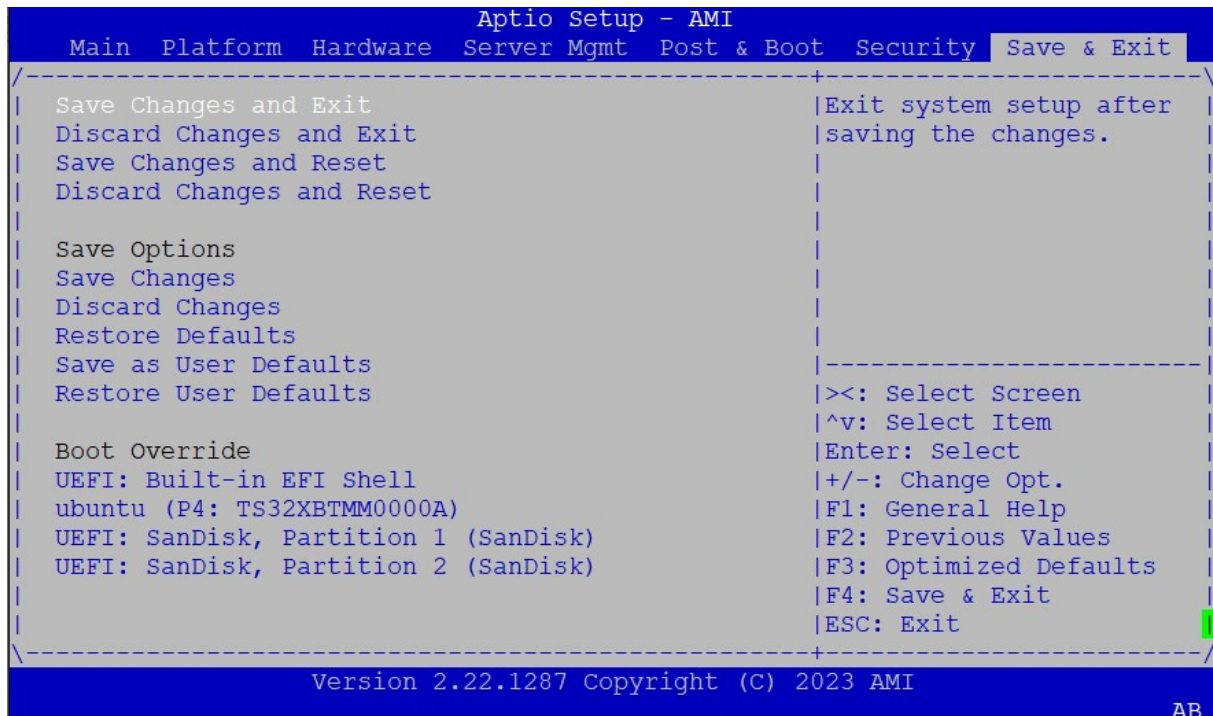 Aptio Setup - AMI
Main Platform Hardware Server Mgmt Post & Boot Security Save & Exit
/----------------------------------------------------+-------------------------\
| Save Changes and Exit |Exit system setup after |
| Discard Changes and Exit |saving the changes. |
| Save Changes and Reset | |
| Discard Changes and Reset | |
| | |
| Save Options | |
| Save Changes | |
| Discard Changes | |
| Restore Defaults | |
| Save as User Defaults |-------------------------|
| Restore User Defaults |><: Select Screen |
| |^v: Select Item |
| Boot Override |Enter: Select |
| UEFI: Built-in EFI Shell |+/-: Change Opt. |
| ubuntu (P4: TS32XBTMM0000A) |F1: General Help |
| UEFI: SanDisk, Partition 1 (SanDisk) |F2: Previous Values |
| UEFI: SanDisk, Partition 2 (SanDisk) |F3: Optimized Defaults |
| |F4: Save & Exit |
| |ESC: Exit |
\----------------------------------------------------+-------------------------/
Version 2.22.1287 Copyright (C) 2023 AMI
AB